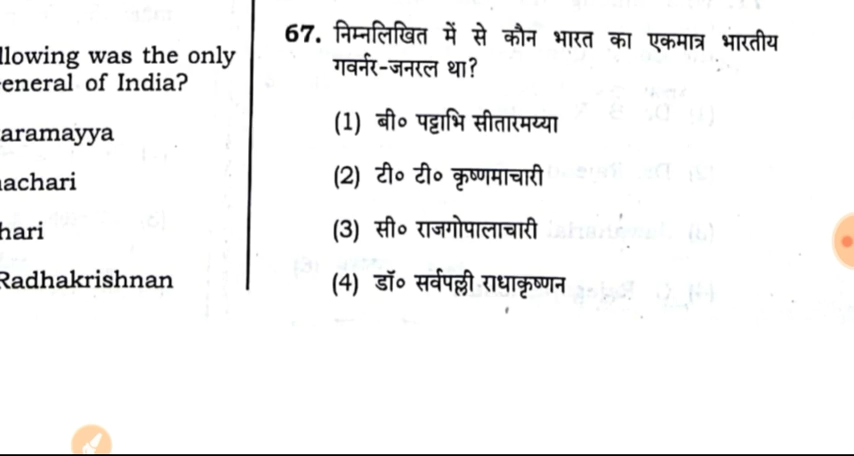 llowing was the only
eneral of India?
aramayya
achari
hari
Radhakrishnan
67. निम्नलिखित में से कौन भारत का एकमात्र भारतीय
गवर्नर-जनरल था?
(1) बी० पट्टाभि सीतारमय्या
(2) टी० टी० कृष्णमाचारी
(3) सी० राजगोपालाचारी
(4) डॉ० सर्वपल्ली राधाकृष्णन